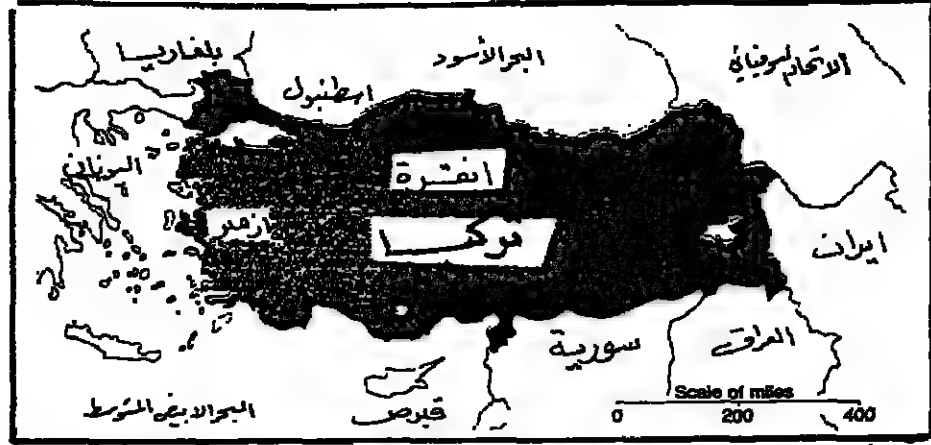 بلغاريا
البحر الأسود
الاتحاد السوفياتي
اسطنبول
اليونان
انقرة
ازمير
تركيا
ايران
سورية
العراق
قبرص
البحر الابيض المتوسط
Scale of miles
0 200 400